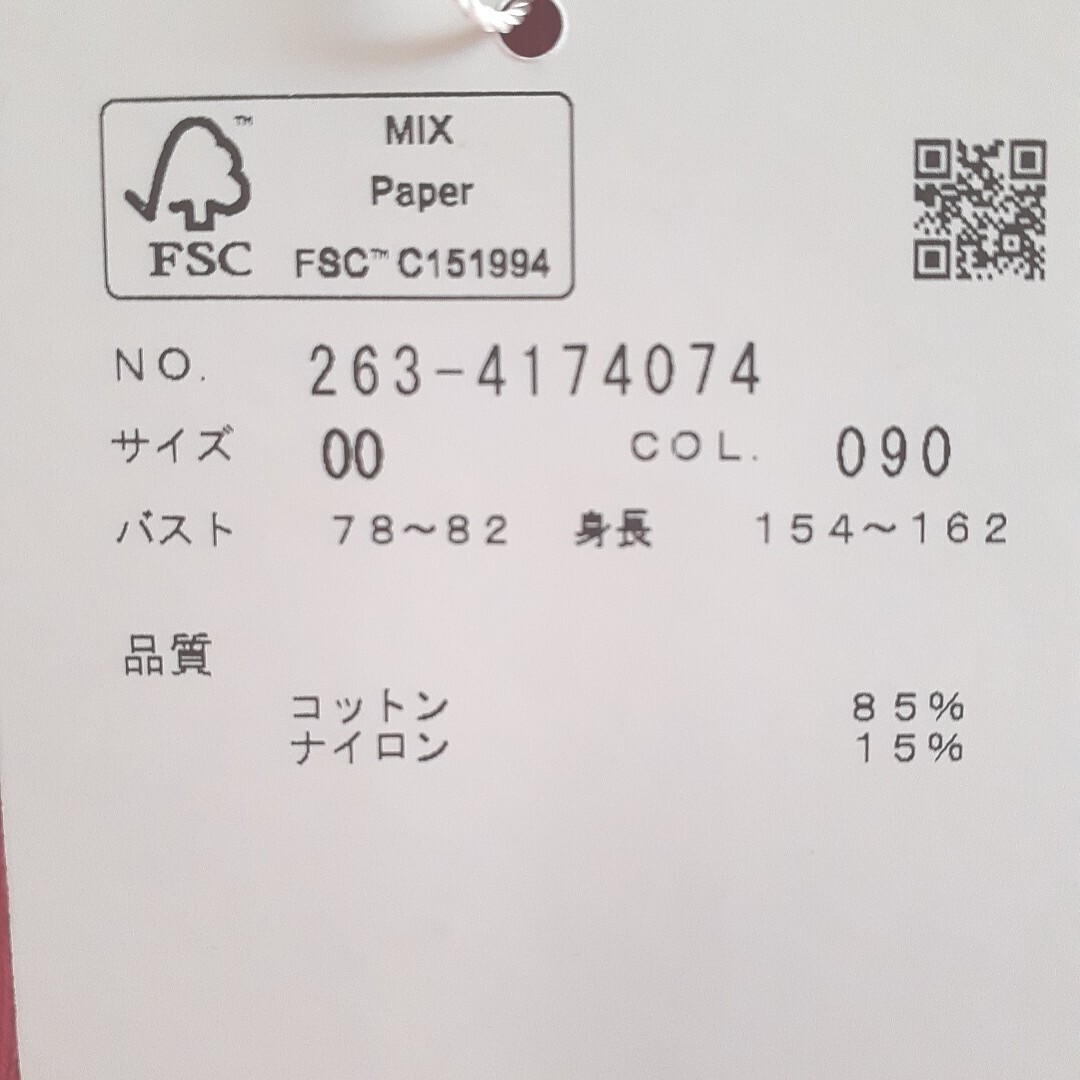 MIX
Paper
FSC™ C151994
™
FSC
NO. 263-4174074
サイズ 00 COL. 090
バスト 78～82 身長 154～162
品質
コットン 85%
ナイロン 15%